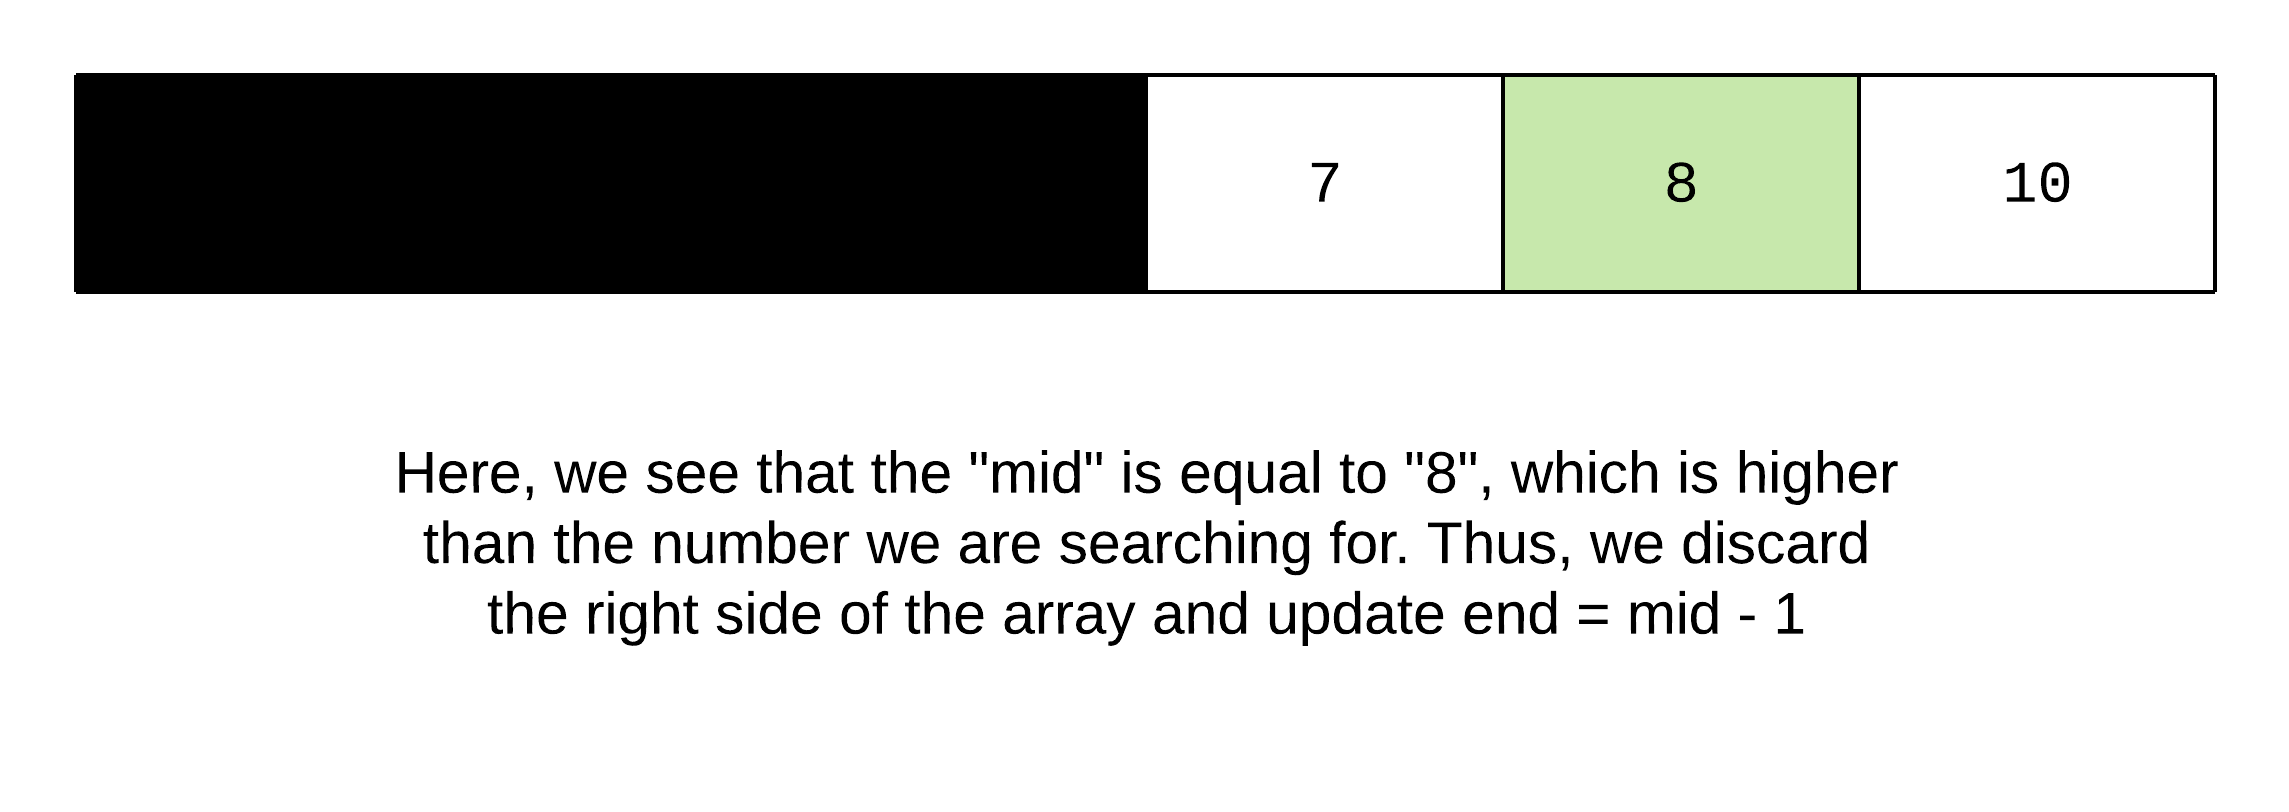 7 8 10
Here, we see that the "mid" is equal to "8", which is higher
than the number we are searching for. Thus, we discard
the right side of the array and update end = mid - 1